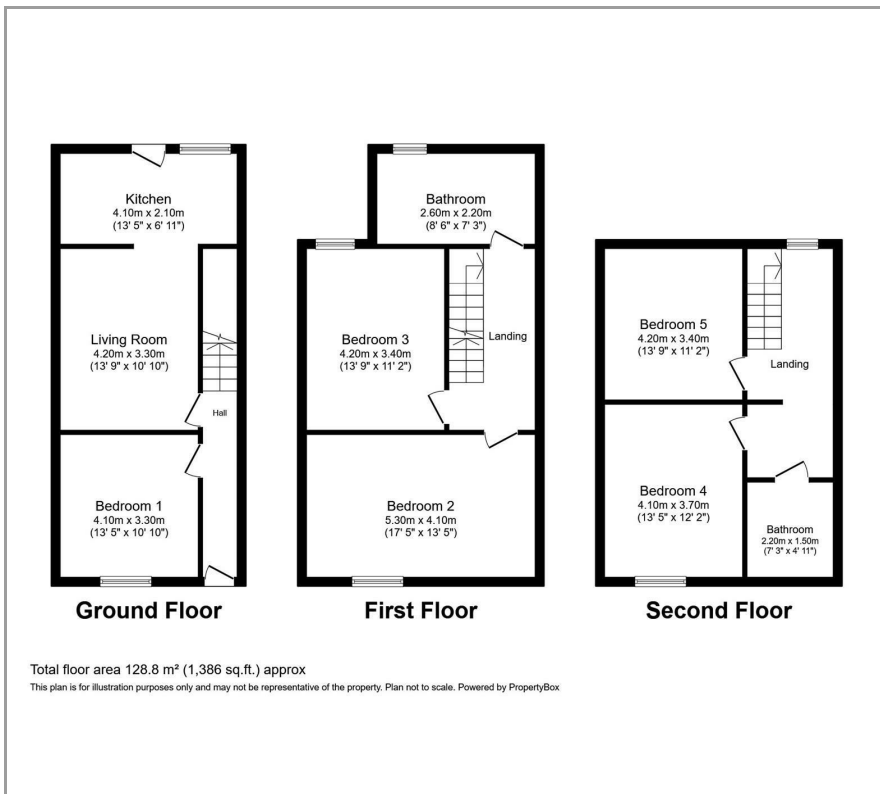 Kitchen
4.10m x 2.10m
(13' 5" x 6' 11")
Living Room
4.20m x 3.30m
(13' 9" x 10' 10")
Hall
Bedroom 1
4.10m x 3.30m
(13' 5" x 10' 10")
Ground Floor
Bathroom
2.60m x 2.20m
(8' 6" x 7' 3")
Bedroom 3
4.20m x 3.40m
(13' 9" x 11' 2")
Landing
Bedroom 2
5.30m x 4.10m
(17' 5" x 13' 5")
First Floor
Bedroom 5
4.20m x 3.40m
(13' 9" x 11' 2")
Landing
Bedroom 4
4.10m x 3.70m
(13' 5" x 12' 2")
Bathroom
2.20m x 1.50m
(7' 3" x 4' 11")
Second Floor
Total floor area 128.8 m² (1,386 sq.ft.) approx
This plan is for illustration purposes only and may not be representative of the property. Plan not to scale. Powered by PropertyBox